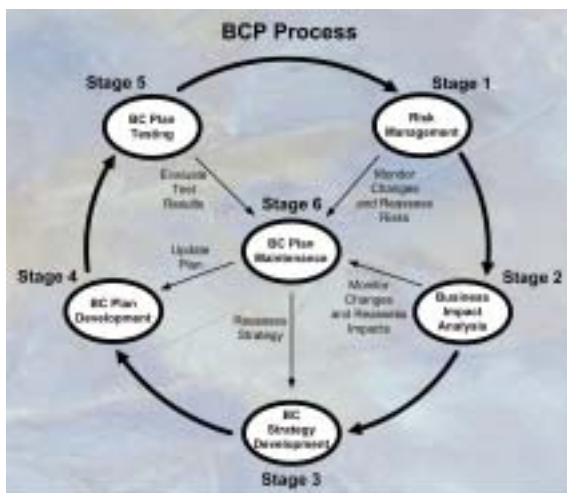 BCP Process
Stage 5
BC Plan
Testing
Stage 1
Risk
Management
Evaluate
Test
Results
Monitor
Changes
and Reassess
Risks
Stage 6
BC Plan
Maintenance
Stage 4
BC Plan
Development
Update
Plan
Stage 2
Business
Impact
Analysis
Monitor
Changes
and Reassess
Impacts
Reassess
Strategy
BC
Strategy
Development
Stage 3